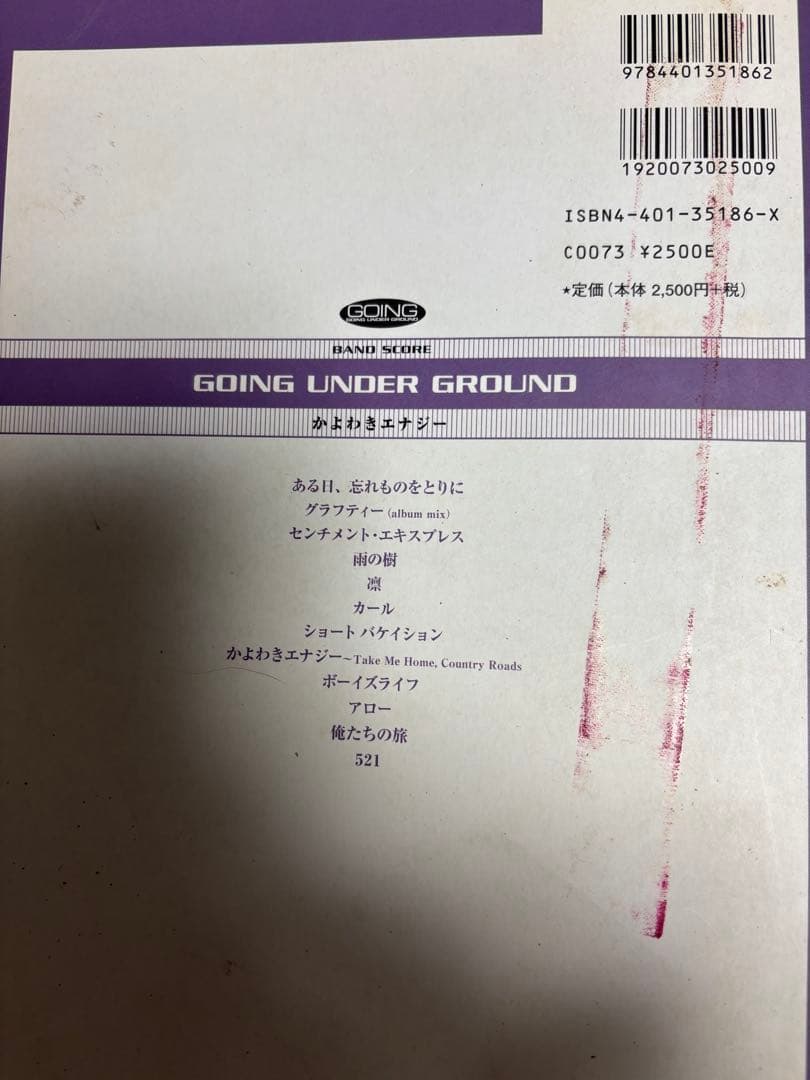 9784401351862
1920073025009
ISBN4-401-35186-X
C0073 ¥2500E
★定価(本体 2,500円+税)
GOING
GOING UNDER GROUND
BAND SCORE
GOING UNDER GROUND
かよわきエナジー
ある日、忘れものをとりに
グラフティー(album mix)
センチメント・エキスプレス
雨の樹
凛
カール
ショート バケイション
かよわきエナジー~Take Me Home, Country Roads
ボーイズライフ
アロー
俺たちの旅
521